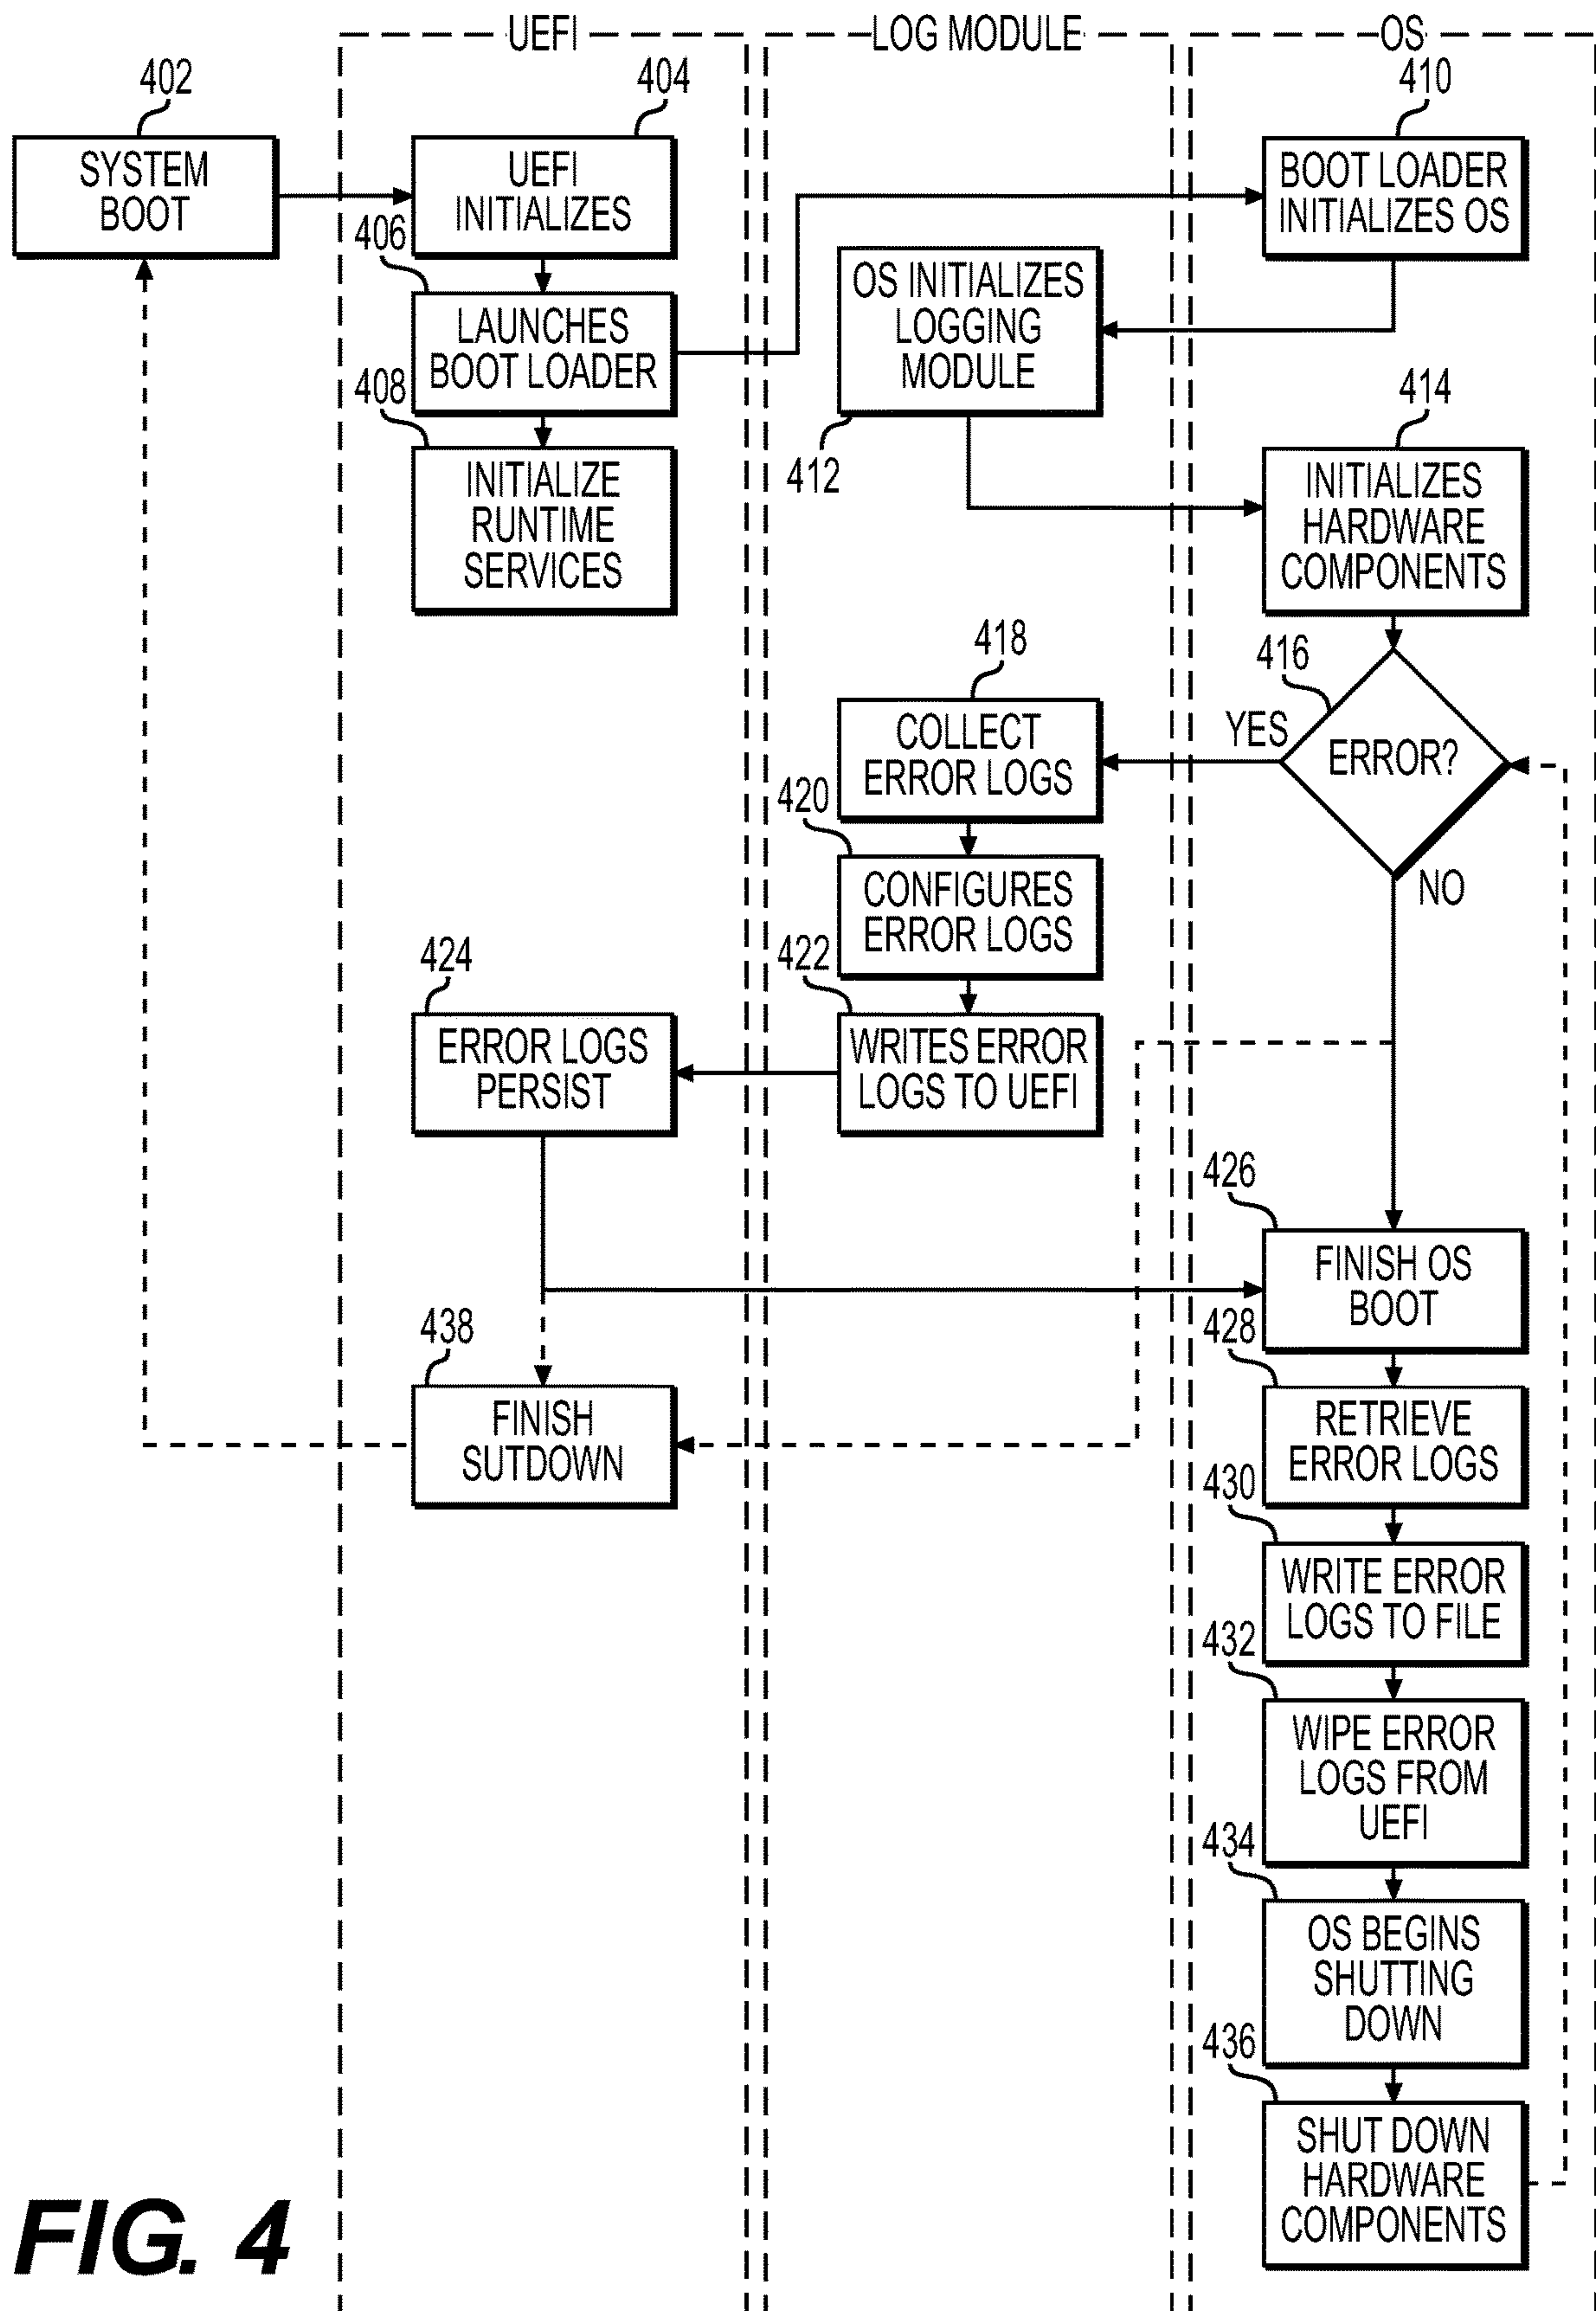 UEFI
LOG MODULE
OS
402
SYSTEM
BOOT
404
UEFI
INITIALIZES
406
LAUNCHES
BOOT LOADER
408
INITIALIZE
RUNTIME
SERVICES
410
BOOT LOADER
INITIALIZES OS
OS INITIALIZES
LOGGING
MODULE
412
414
INITIALIZES
HARDWARE
COMPONENTS
416
ERROR?
YES
NO
418
COLLECT
ERROR LOGS
420
CONFIGURES
ERROR LOGS
422
WRITES ERROR
LOGS TO UEFI
424
ERROR LOGS
PERSIST
426
FINISH OS
BOOT
428
RETRIEVE
ERROR LOGS
430
WRITE ERROR
LOGS TO FILE
432
WIPE ERROR
LOGS FROM
UEFI
434
OS BEGINS
SHUTTING
DOWN
436
SHUT DOWN
HARDWARE
COMPONENTS
438
FINISH
SUTDOWN
FIG. 4